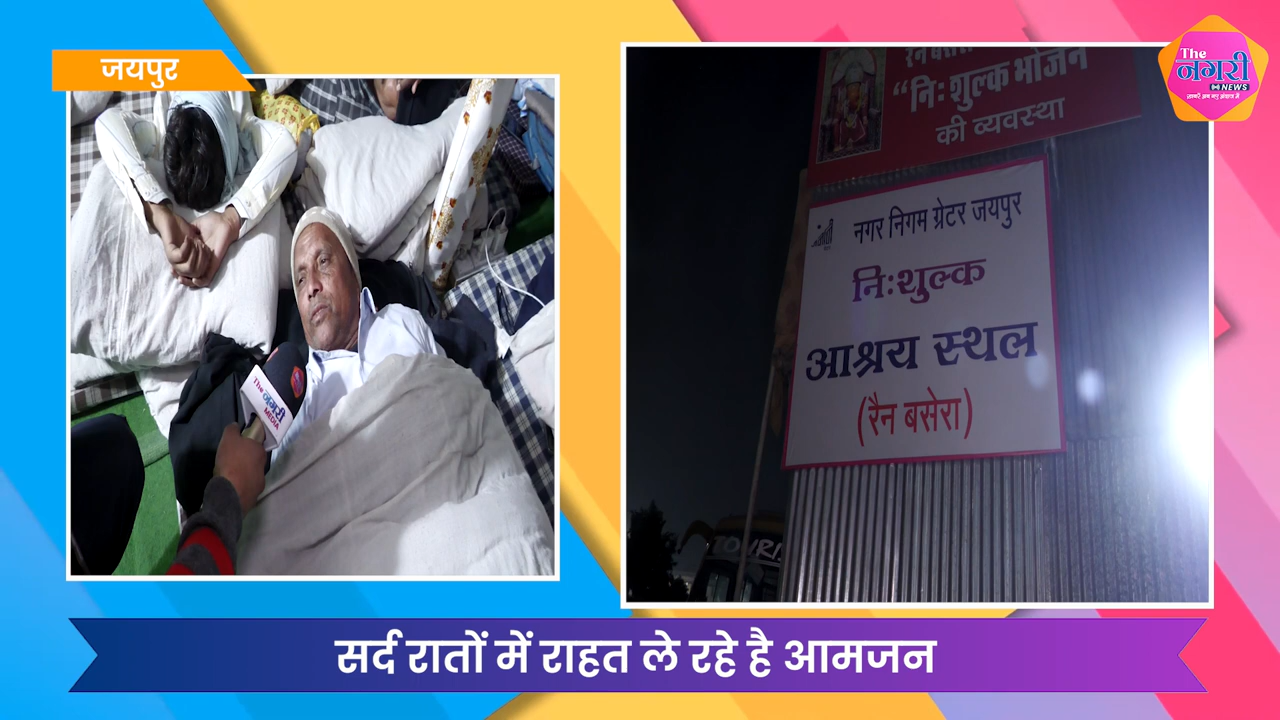 जयपुर
The
नगरी
NEWS
The
नगरी
MEDIA
“निः शुल्क भोजन
की व्यवस्था
नगर निगम ग्रेटर जयपुर
निःशुल्क
आश्रय स्थल
(रैन बसेरा)
TOURI
सर्द रातों में राहत ले रहे है आमजन